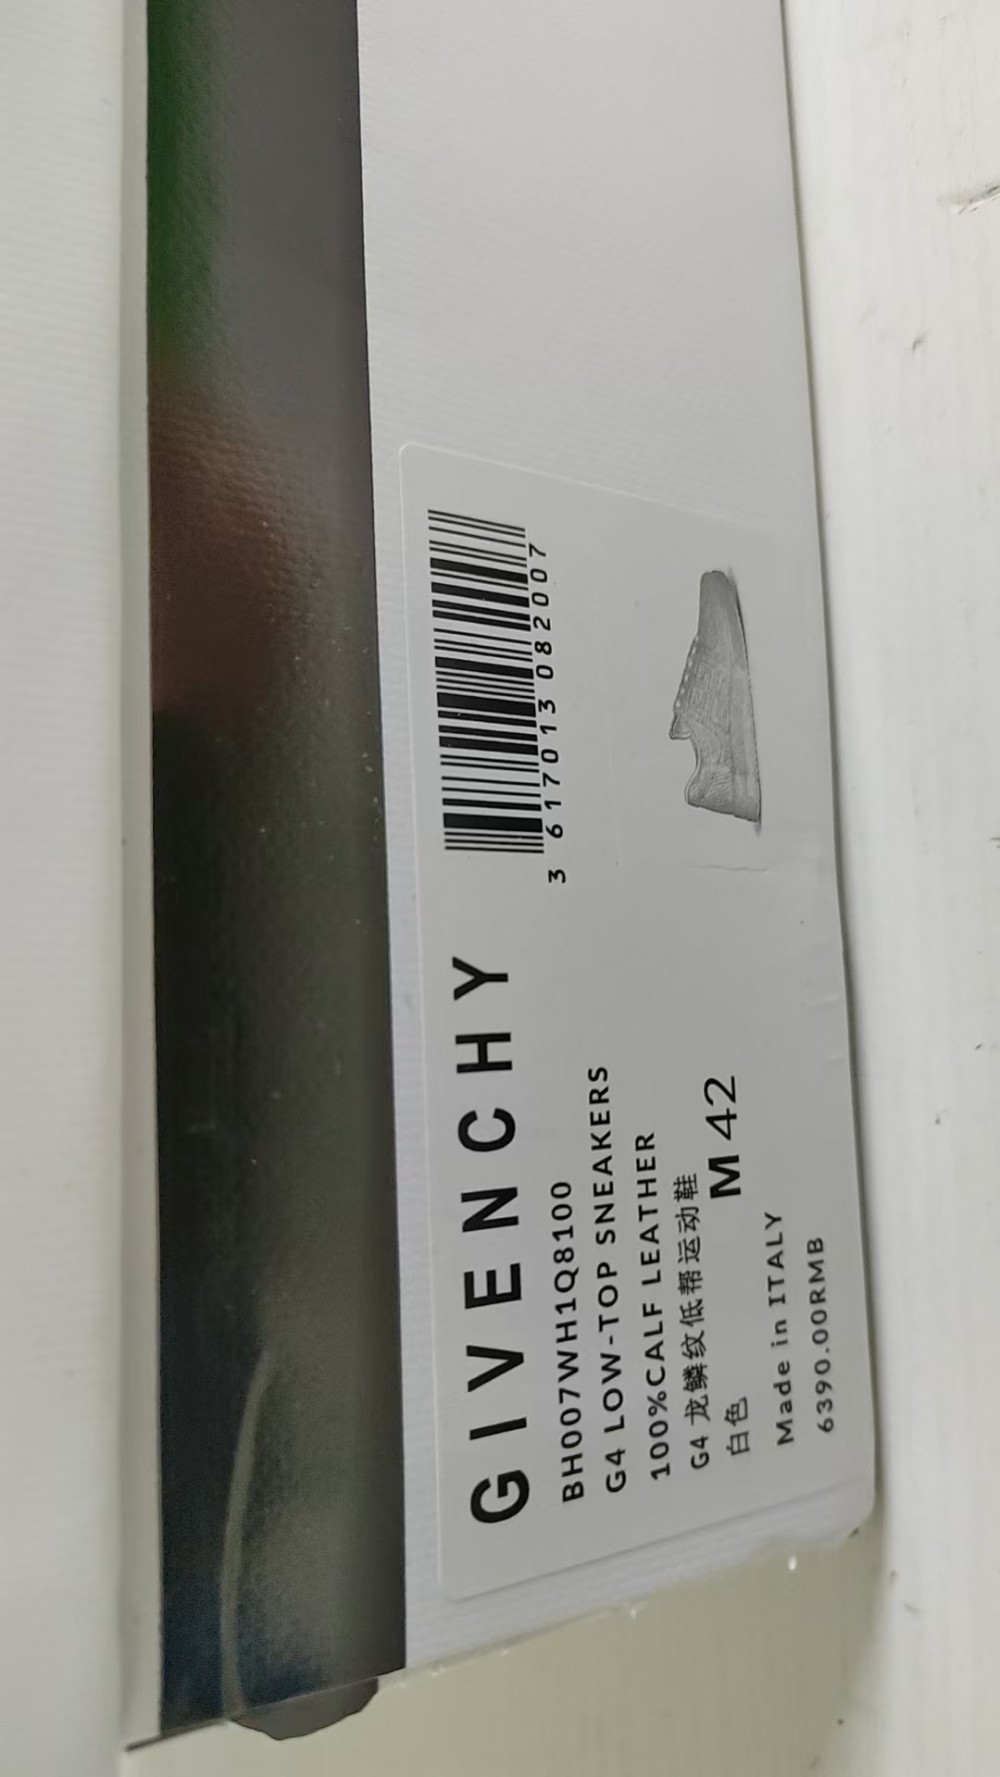 GIVENCHY
3 617013 082007
BH007WH1Q8100
G4 LOW-TOP SNEAKERS
100%CALF LEATHER
G4 龙鳞纹低帮运动鞋
白色
M 42
Made in ITALY
6390.00RMB